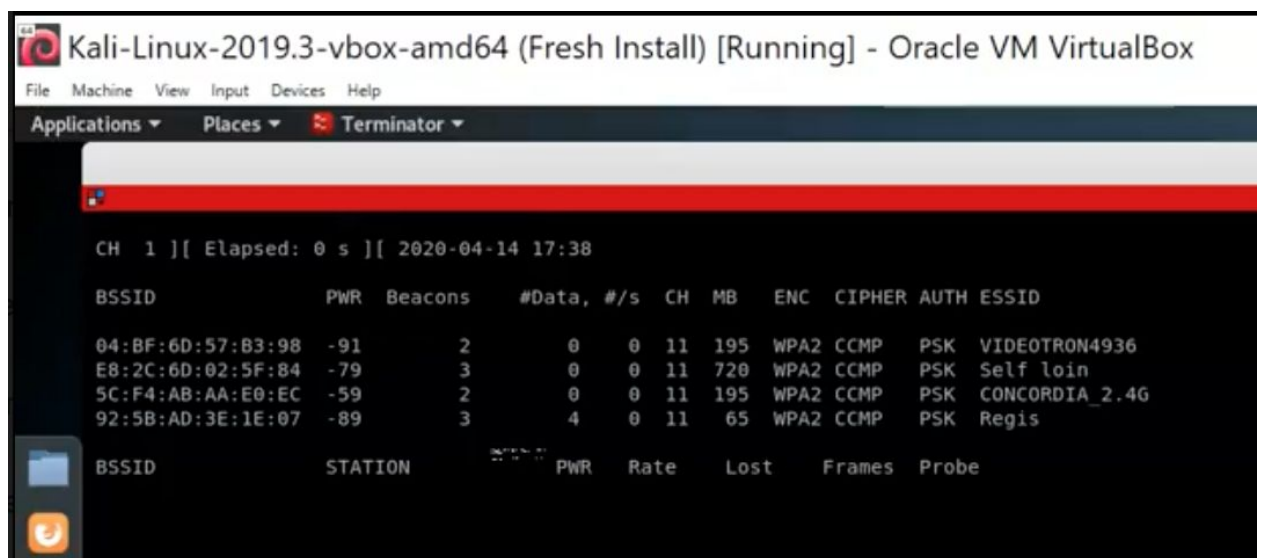 64
Kali-Linux-2019.3-vbox-amd64 (Fresh Install) [Running] - Oracle VM VirtualBox
File Machine View Input Devices Help
Applications Places Terminator
CH 1 ][ Elapsed: 0 s ][ 2020-04-14 17:38
BSSID PWR Beacons #Data, #/s CH MB ENC CIPHER AUTH ESSID
04:BF:6D:57:B3:98 -91 2 0 0 11 195 WPA2 CCMP PSK VIDEOTRON4936
E8:2C:6D:02:5F:84 -79 3 0 0 11 720 WPA2 CCMP PSK Self loin
5C:F4:AB:AA:E0:EC -59 2 0 0 11 195 WPA2 CCMP PSK CONCORDIA_2.4G
92:5B:AD:3E:1E:07 -89 3 4 0 11 65 WPA2 CCMP PSK Regis
BSSID STATION PWR Rate Lost Frames Probe